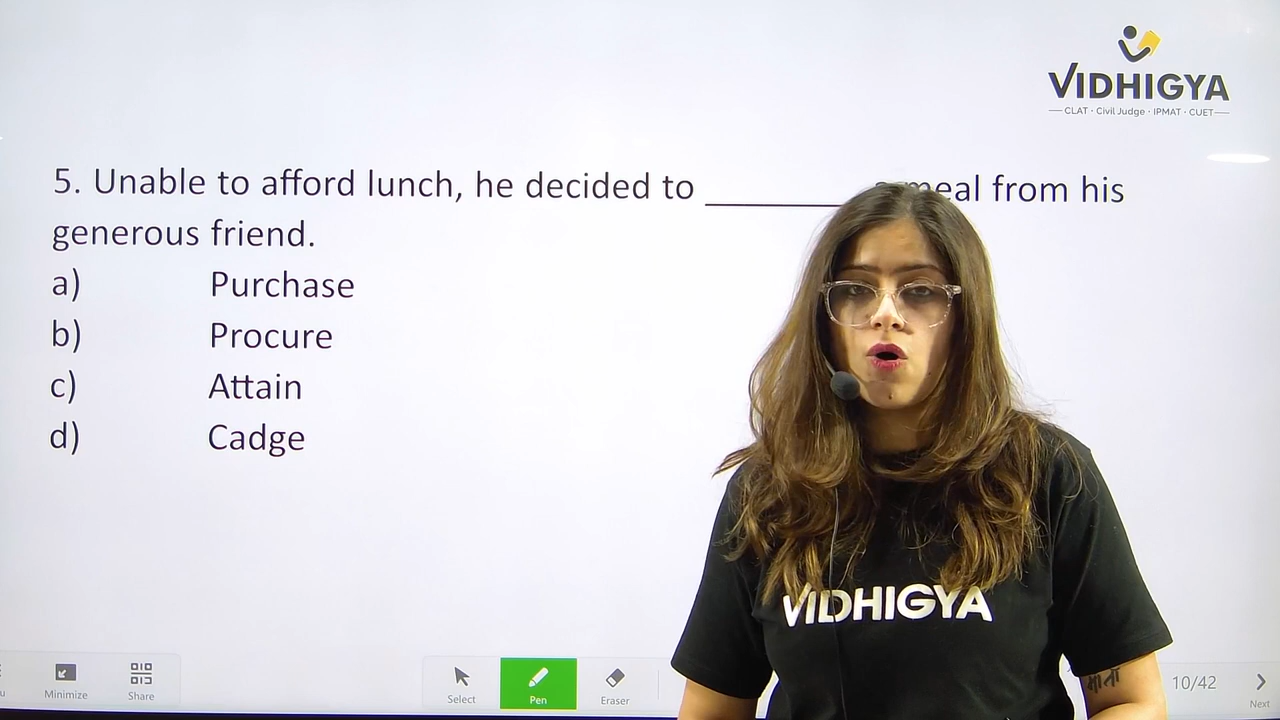 VIDHIGYA
CLAT · Civil Judge · IPMAT · CUET
5. Unable to afford lunch, he decided to __________ meal from his
generous friend.
a) Purchase
b) Procure
c) Attain
d) Cadge
VIDHIGYA
Minimize
Share
Select
Pen
Eraser
10/42
Next